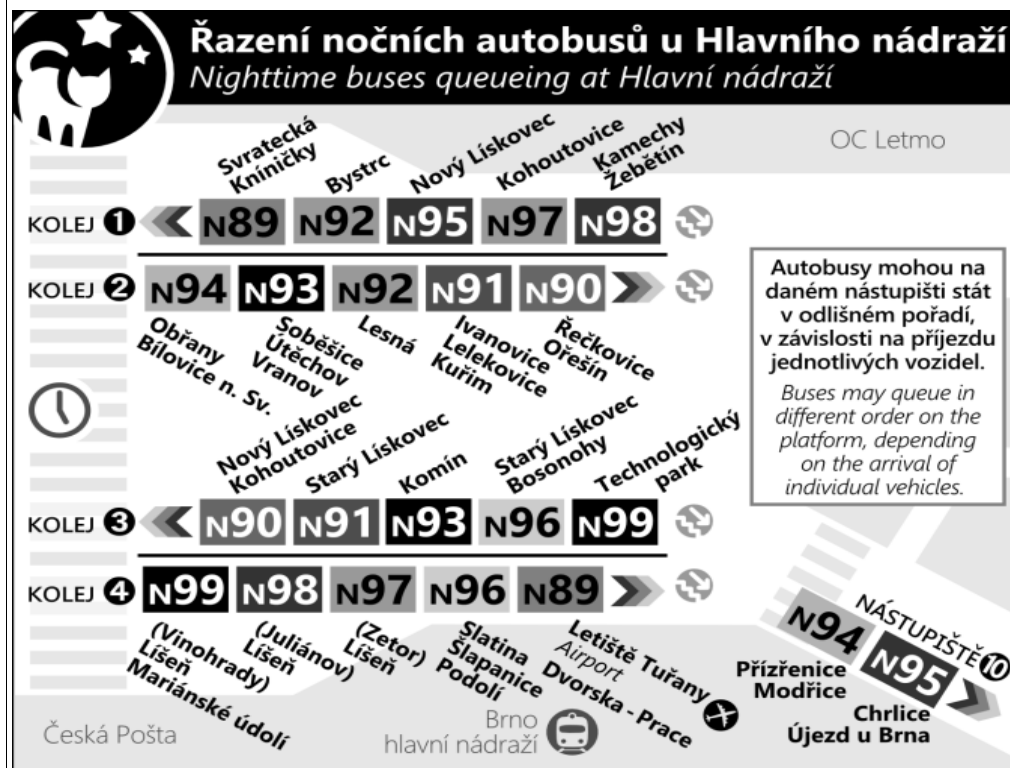 Řazení nočních autobusů u Hlavního nádraží
Nighttime buses queueing at Hlavní nádraží
OC Letmo
Svratecká
Kníničky
Bystrc
Nový Lískovec
Kohoutovice
Kamechy
Žebětín
KOLEJ 1 N89 N92 N95 N97 N98
KOLEJ 2 N94 N93 N92 N91 N90
Obřany
Bílovice n. Sv.
Soběšice
Útěchov
Vranov
Lesná
Ivanovice
Lelekovice
Kuřim
Řečkovice
Ořešín
Autobusy mohou na
daném nástupišti stát
v odlišném pořadí,
v závislosti na příjezdu
jednotlivých vozidel.
Buses may queue in
different order on the
platform, depending
on the arrival of
individual vehicles.
Nový Lískovec
Kohoutovice
Starý Lískovec
Komín
Starý Lískovec
Bosonohy
Technologický
park
KOLEJ 3 N90 N91 N93 N96 N99
KOLEJ 4 N99 N98 N97 N96 N89
(Vinohrady)
Líšeň
Mariánské údolí
(Juliánov)
Líšeň
(Zetor)
Líšeň
Slatina
Šlapanice
Podolí
Letiště Tuřany
Airport
Dvorska - Prace
NÁSTUPIŠTĚ 10
N94 N95
Přízřenice
Modřice
Chrlice
Újezd u Brna
Česká Pošta
Brno
hlavní nádraží